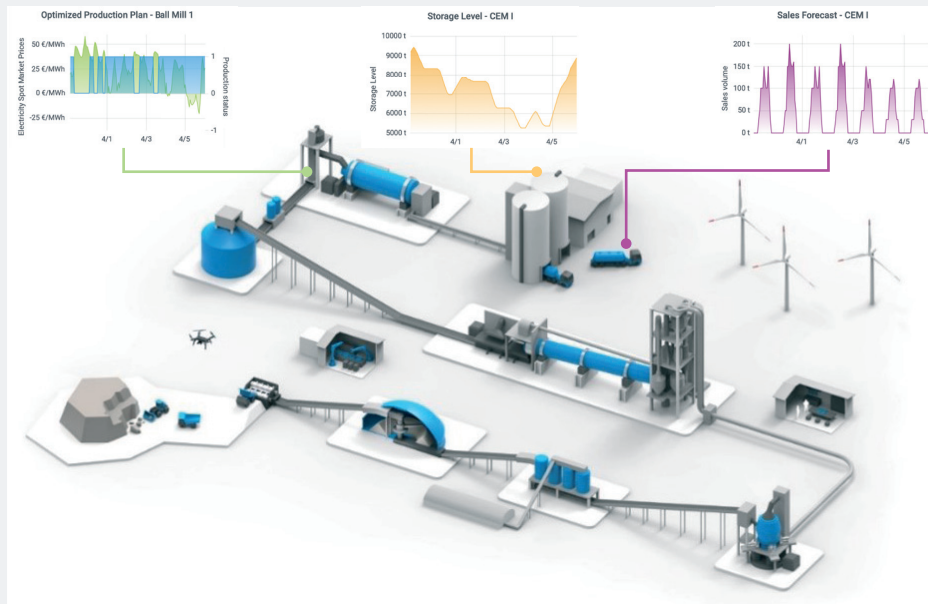 Optimized Production Plan - Ball Mill 1
Electricity Spot Market Prices
50 €/MWh
25 €/MWh
0 €/MWh
-25 €/MWh
1
0
-1
Production status
4/1
4/3
4/5
Storage Level - CEM I
Storage Level
10000 t
9000 t
8000 t
7000 t
6000 t
5000 t
4/1
4/3
4/5
Sales Forecast - CEM I
Sales volume
200 t
150 t
100 t
50 t
0 t
4/1
4/3
4/5